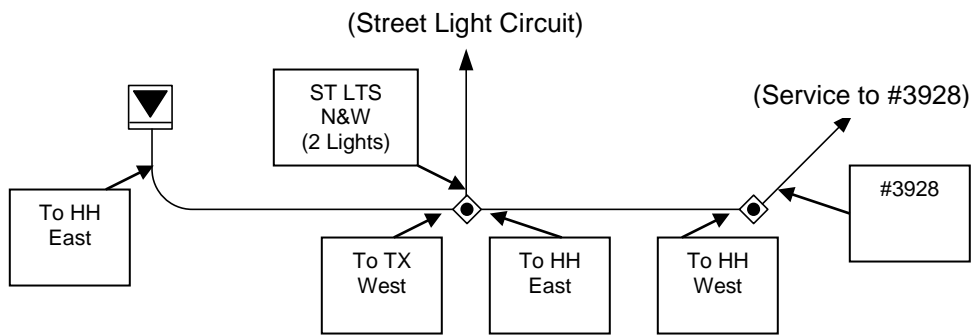 (Street Light Circuit)
ST LTS
N&W
(2 Lights)
(Service to #3928)
To HH
East
#3928
To TX
West
To HH
East
To HH
West